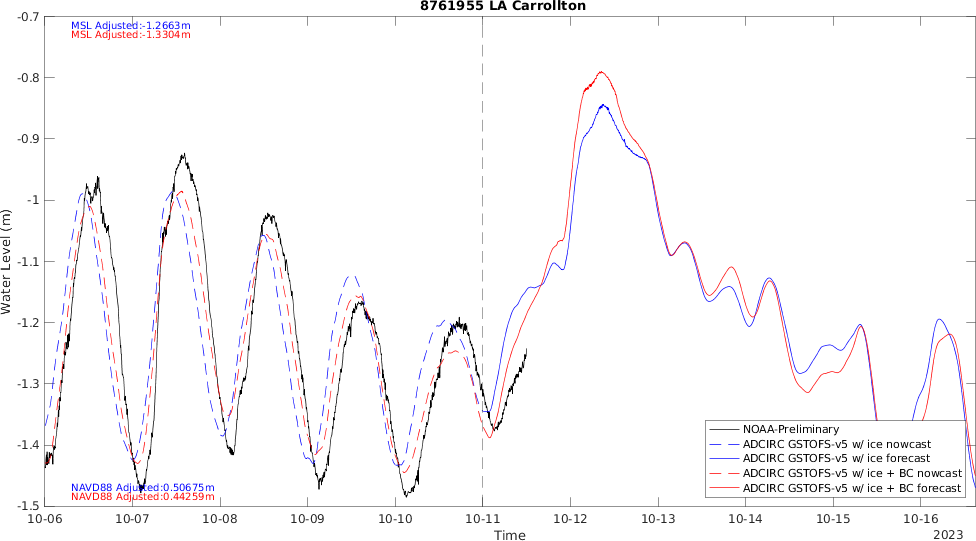 8761955 LA Carrollton
MSL Adjusted:-1.2663m
MSL Adjusted:-1.3304m
-0.7
-0.8
-0.9
-1
-1.1
-1.2
-1.3
-1.4
-1.5
Water Level (m)
NOAA-Preliminary
ADCIRC GSTOFS-v5 w/ ice nowcast
ADCIRC GSTOFS-v5 w/ ice forecast
ADCIRC GSTOFS-v5 w/ ice + BC nowcast
ADCIRC GSTOFS-v5 w/ ice + BC forecast
NAVD88 Adjusted:0.50675m
NAVD88 Adjusted:0.44259m
10-06 10-07 10-08 10-09 10-10 10-11 10-12 10-13 10-14 10-15 10-16
Time
2023